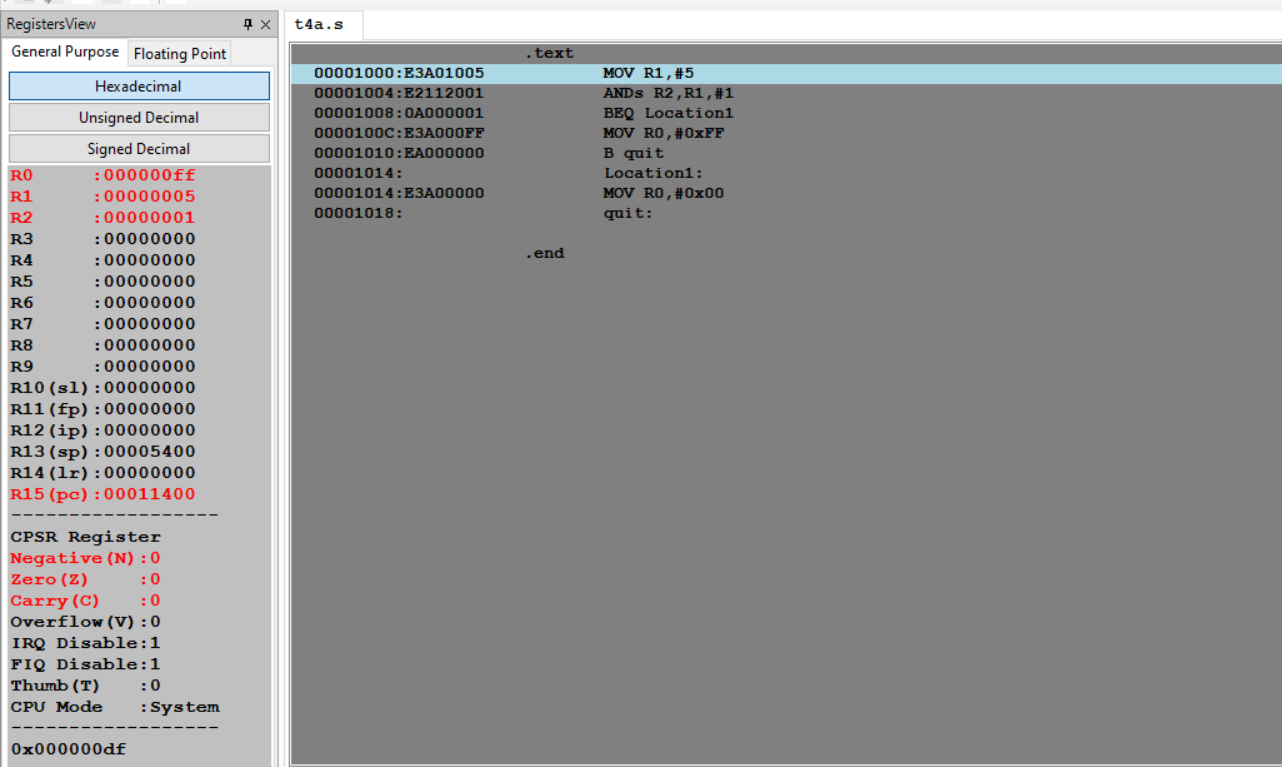 RegistersView
General Purpose Floating Point
Hexadecimal
Unsigned Decimal
Signed Decimal
R0 :000000ff
R1 :00000005
R2 :00000001
R3 :00000000
R4 :00000000
R5 :00000000
R6 :00000000
R7 :00000000
R8 :00000000
R9 :00000000
R10(sl):00000000
R11(fp):00000000
R12(ip):00000000
R13(sp):00005400
R14(lr):00000000
R15(pc):00011400
------------------
CPSR Register
Negative(N):0
Zero(Z) :0
Carry(C) :0
Overflow(V):0
IRQ Disable:1
FIQ Disable:1
Thumb(T) :0
CPU Mode :System
------------------
0x000000df
t4a.s
.text
00001000:E3A01005 MOV R1,#5
00001004:E2112001 ANDs R2,R1,#1
00001008:0A000001 BEQ Location1
0000100C:E3A000FF MOV R0,#0xFF
00001010:EA000000 B quit
00001014: Location1:
00001014:E3A00000 MOV R0,#0x00
00001018: quit:
.end